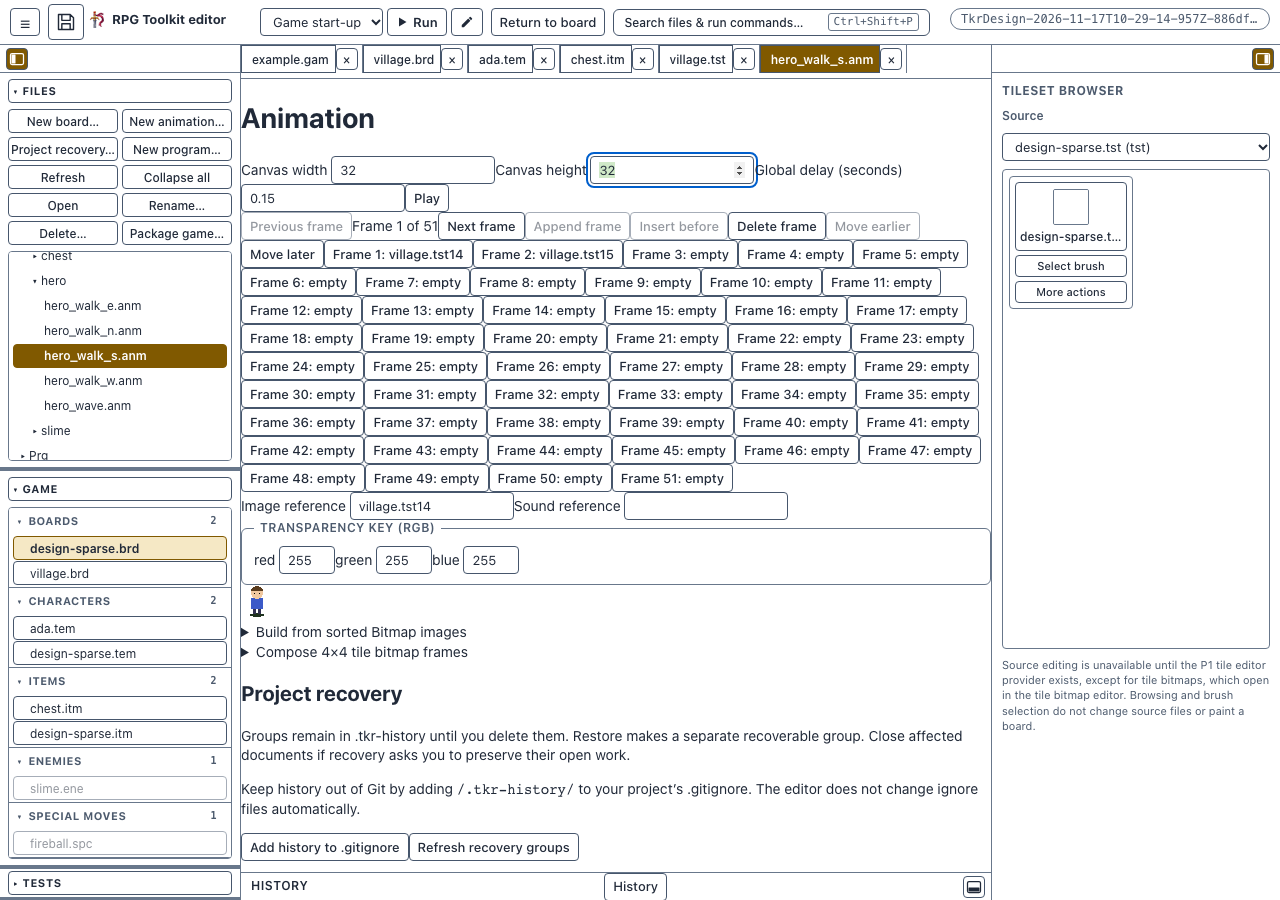 RPG Toolkit editor
Game start-up
Run
Return to board
Search files & run commands... Ctrl+Shift+P
TkrDesign-2026-11-17T10-29-14-957Z-886df...
example.gam ×
village.brd ×
ada.tem ×
chest.itm ×
village.tst ×
hero_walk_s.anm ×
FILES
New board... New animation...
Project recovery... New program...
Refresh Collapse all
Open Rename...
Delete... Package game...
chest
hero
hero_walk_e.anm
hero_walk_n.anm
hero_walk_s.anm
hero_walk_w.anm
hero_wave.anm
slime
Prg
GAME
BOARDS 2
design-sparse.brd
village.brd
CHARACTERS 2
ada.tem
design-sparse.tem
ITEMS 2
chest.itm
design-sparse.itm
ENEMIES 1
slime.ene
SPECIAL MOVES 1
fireball.spc
TESTS
Animation
Canvas width 32 Canvas height 32 Global delay (seconds)
0.15 Play
Previous frame Frame 1 of 51 Next frame Append frame Insert before Delete frame Move earlier
Move later Frame 1: village.tst14 Frame 2: village.tst15 Frame 3: empty Frame 4: empty Frame 5: empty
Frame 6: empty Frame 7: empty Frame 8: empty Frame 9: empty Frame 10: empty Frame 11: empty
Frame 12: empty Frame 13: empty Frame 14: empty Frame 15: empty Frame 16: empty Frame 17: empty
Frame 18: empty Frame 19: empty Frame 20: empty Frame 21: empty Frame 22: empty Frame 23: empty
Frame 24: empty Frame 25: empty Frame 26: empty Frame 27: empty Frame 28: empty Frame 29: empty
Frame 30: empty Frame 31: empty Frame 32: empty Frame 33: empty Frame 34: empty Frame 35: empty
Frame 36: empty Frame 37: empty Frame 38: empty Frame 39: empty Frame 40: empty Frame 41: empty
Frame 42: empty Frame 43: empty Frame 44: empty Frame 45: empty Frame 46: empty Frame 47: empty
Frame 48: empty Frame 49: empty Frame 50: empty Frame 51: empty
Image reference village.tst14 Sound reference
TRANSPARENCY KEY (RGB)
red 255 green 255 blue 255
Build from sorted Bitmap images
Compose 4×4 tile bitmap frames
Project recovery
Groups remain in .tkr-history until you delete them. Restore makes a separate recoverable group. Close affected
documents if recovery asks you to preserve their open work.
Keep history out of Git by adding /.tkr-history/ to your project's .gitignore. The editor does not change ignore
files automatically.
Add history to .gitignore Refresh recovery groups
HISTORY History
TILESET BROWSER
Source
design-sparse.tst (tst)
design-sparse.t...
Select brush
More actions
Source editing is unavailable until the P1 tile editor
provider exists, except for tile bitmaps, which open
in the tile bitmap editor. Browsing and brush
selection do not change source files or paint a
board.